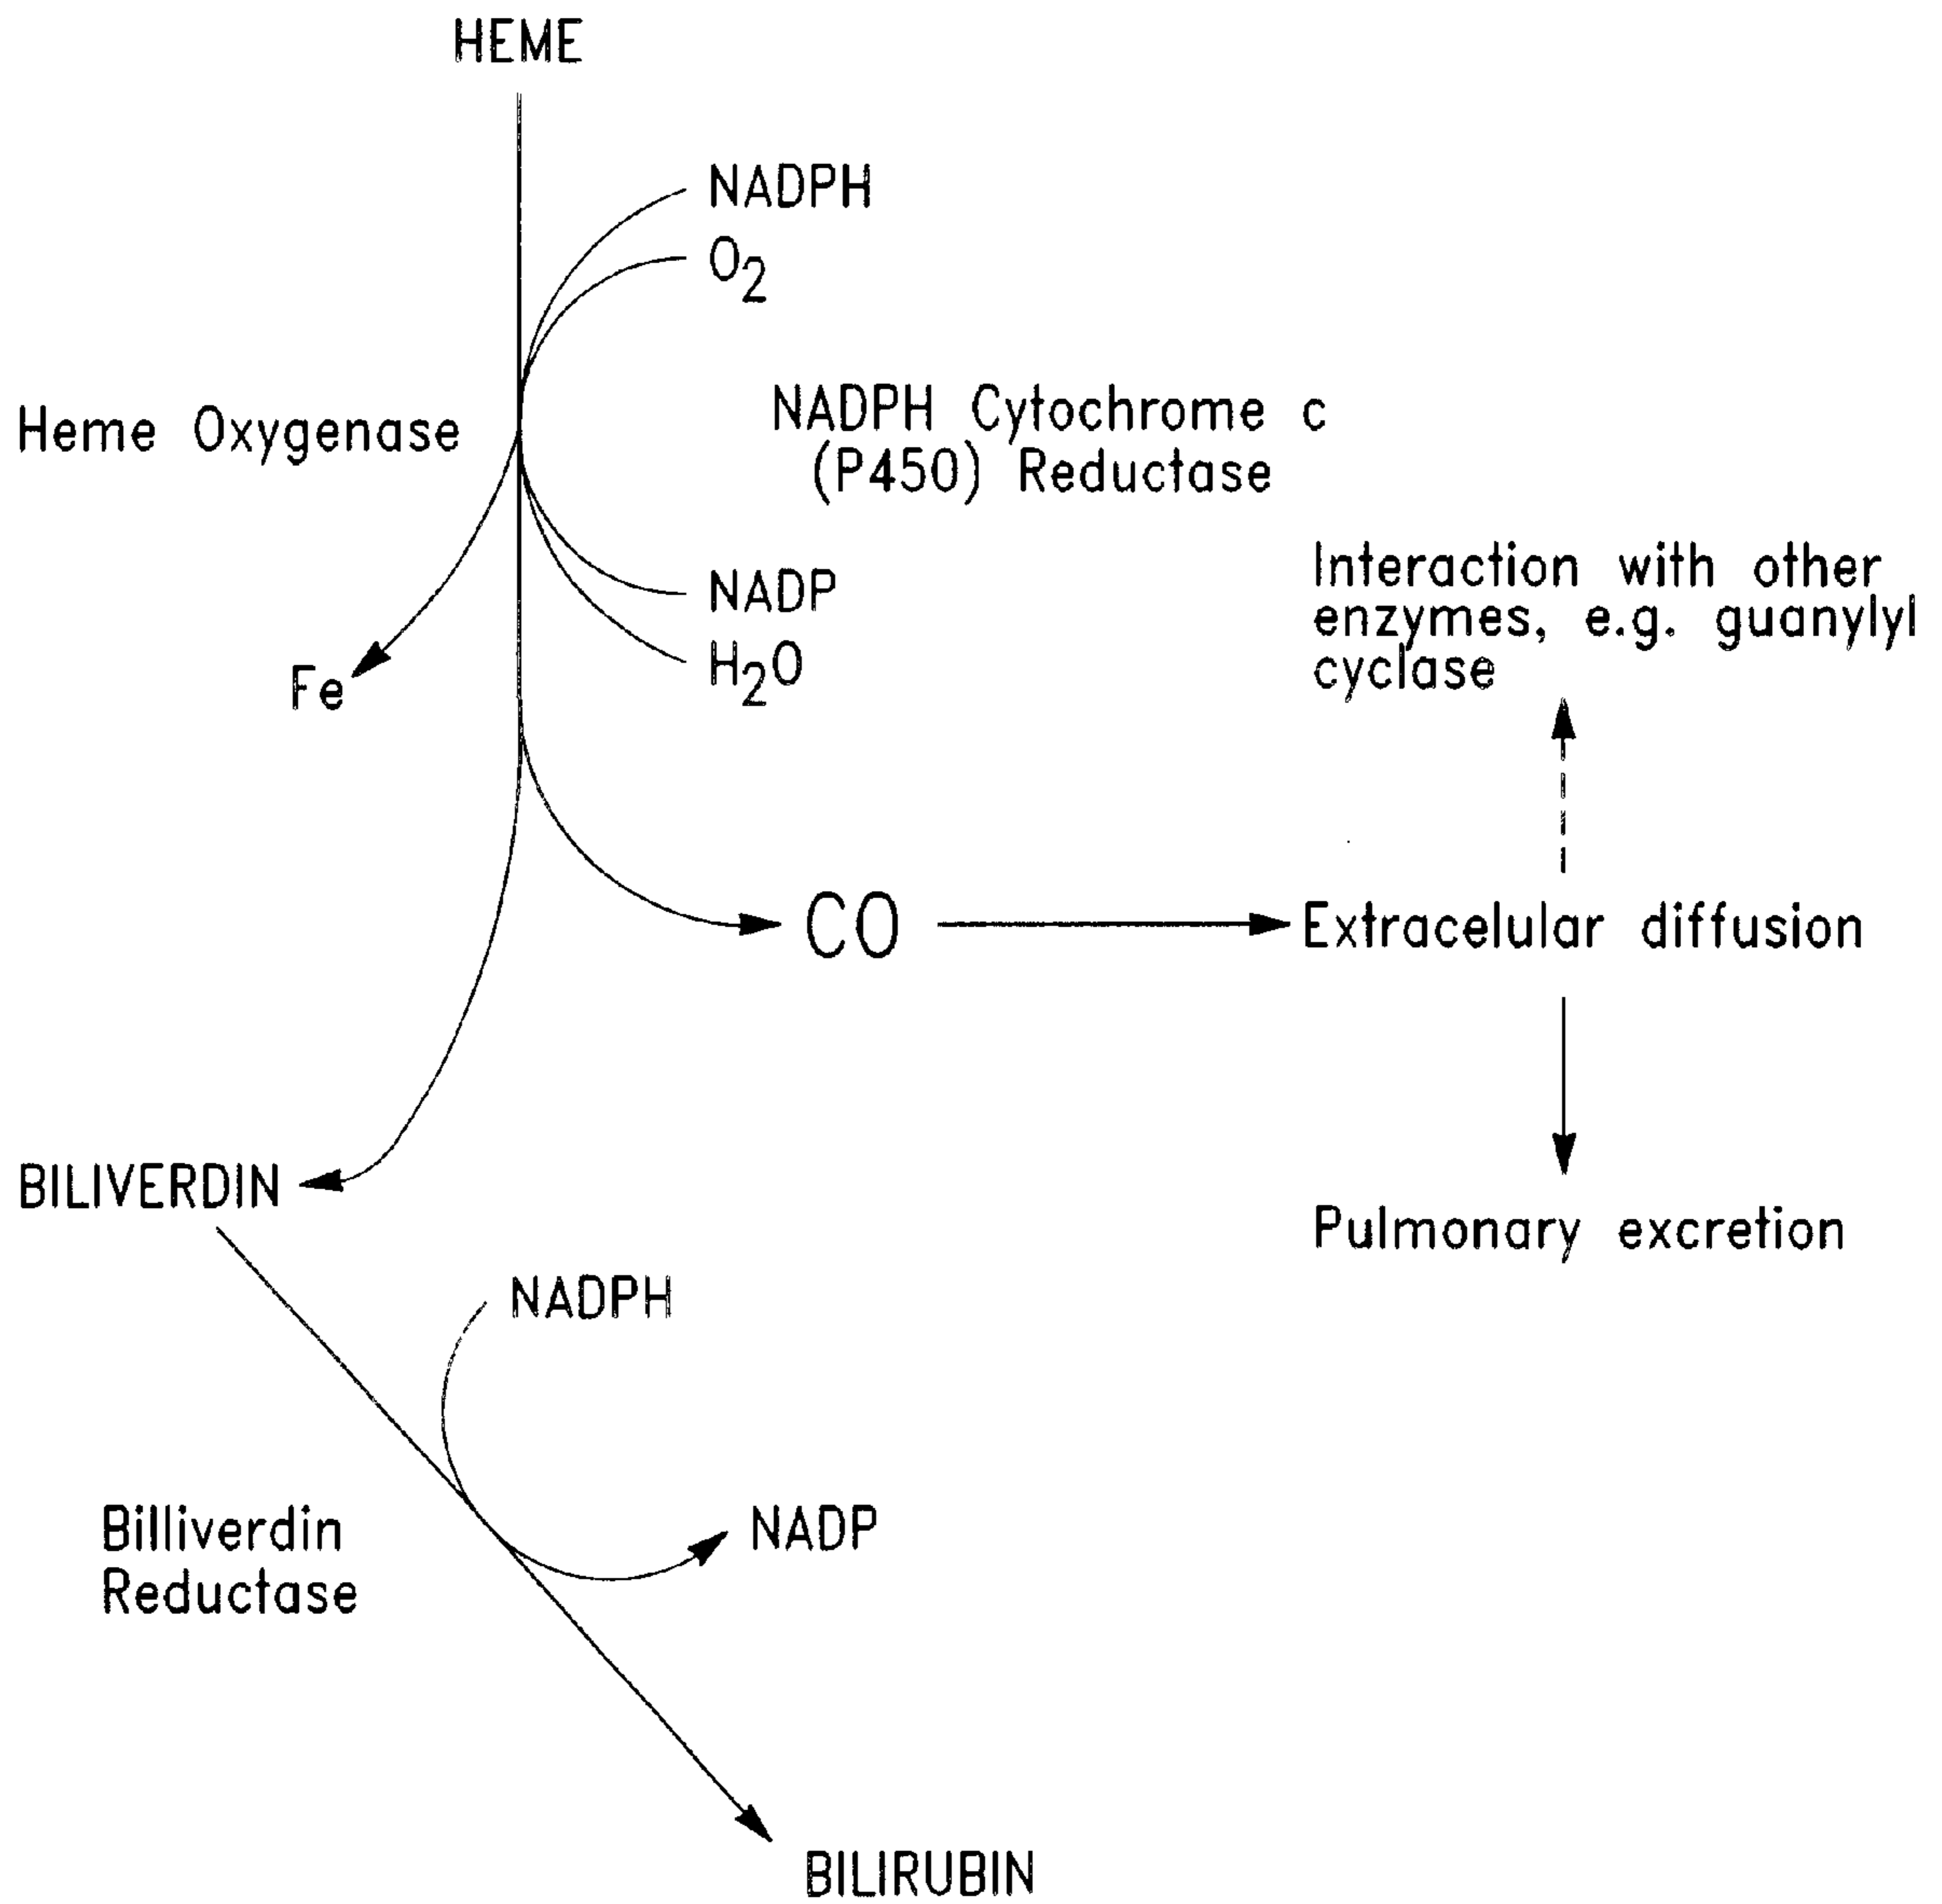 HEME
NADPH
O2
Heme Oxygenase
NADPH Cytochrome c
(P450) Reductase
NADP
H2O
Fe
Interaction with other
enzymes, e.g. guanylyl
cyclase
CO
Extracelular diffusion
Pulmonary excretion
BILIVERDIN
NADPH
NADP
Billiverdin
Reductase
BILIRUBIN